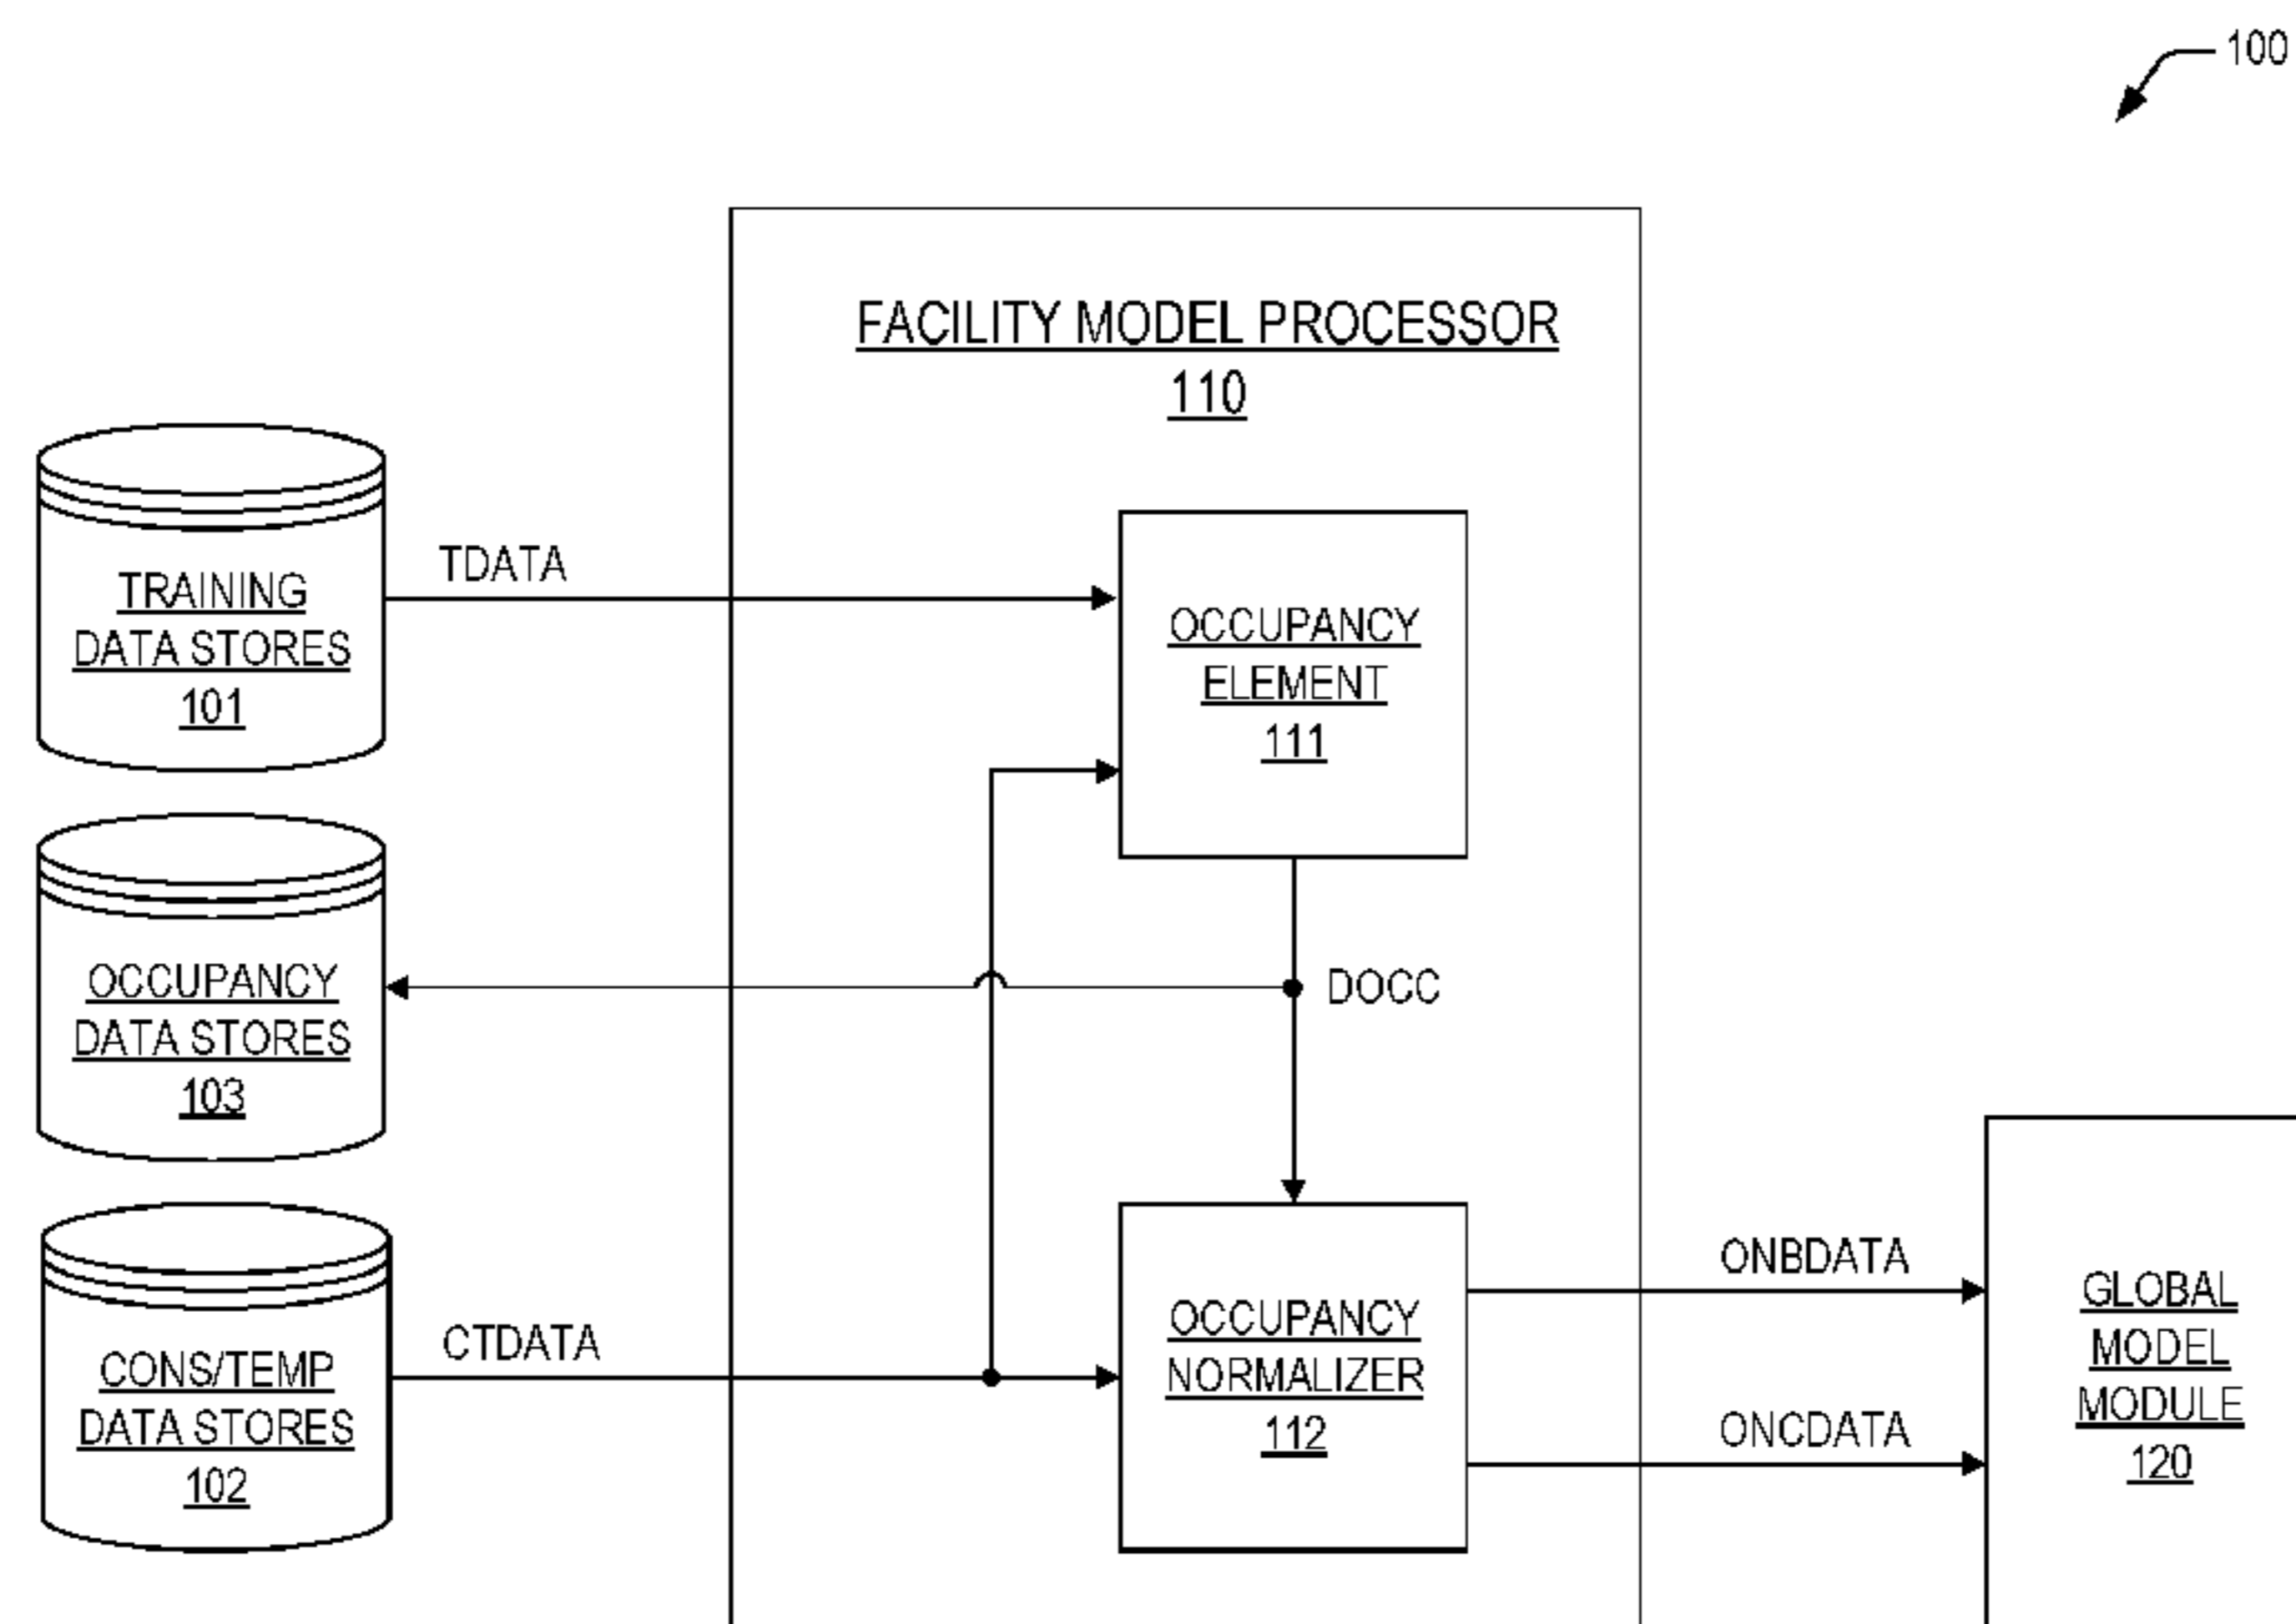 100
FACILITY MODEL PROCESSOR
110
TRAINING
DATA STORES
101
TDATA
OCCUPANCY
ELEMENT
111
OCCUPANCY
DATA STORES
103
DOCC
CONS/TEMP
DATA STORES
102
CTDATA
OCCUPANCY
NORMALIZER
112
ONBDATA
ONCDATA
GLOBAL
MODEL
MODULE
120